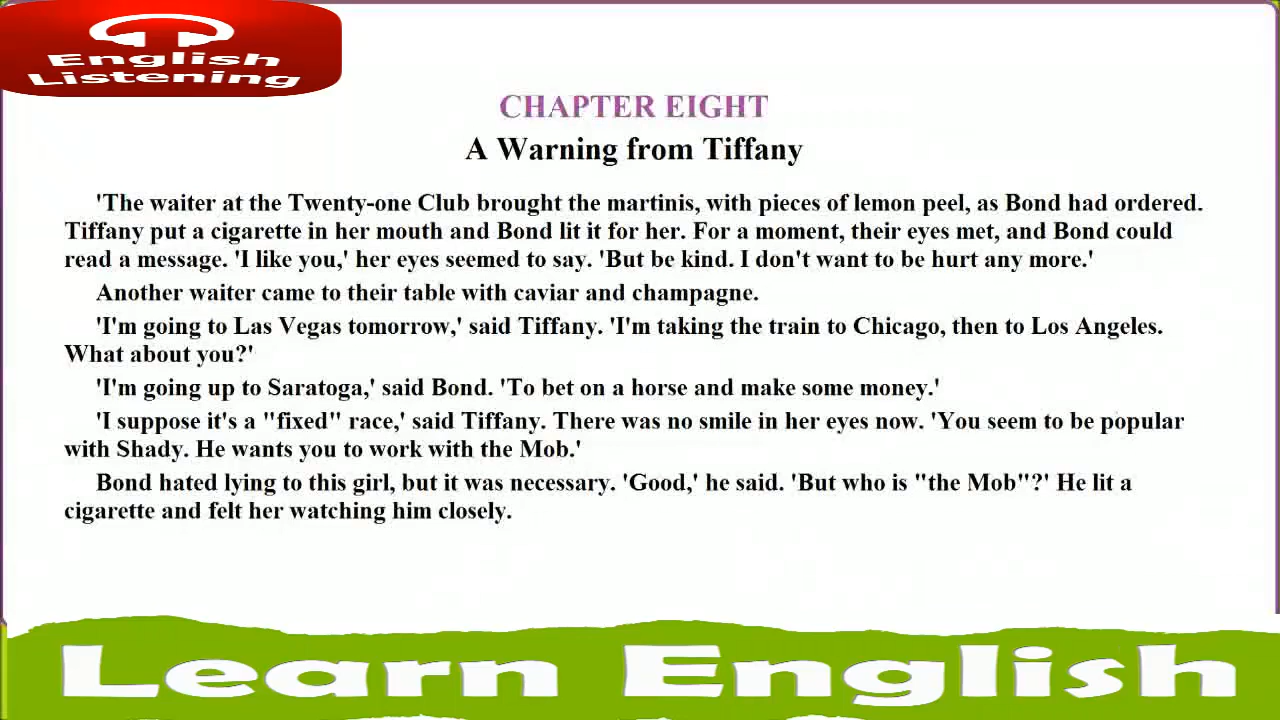 English
Listening
CHAPTER EIGHT
A Warning from Tiffany
'The waiter at the Twenty-one Club brought the martinis, with pieces of lemon peel, as Bond had ordered.
Tiffany put a cigarette in her mouth and Bond lit it for her. For a moment, their eyes met, and Bond could
read a message. 'I like you,' her eyes seemed to say. 'But be kind. I don't want to be hurt any more.'
Another waiter came to their table with caviar and champagne.
'I'm going to Las Vegas tomorrow,' said Tiffany. 'I'm taking the train to Chicago, then to Los Angeles.
What about you?'
'I'm going up to Saratoga,' said Bond. 'To bet on a horse and make some money.'
'I suppose it's a "fixed" race,' said Tiffany. There was no smile in her eyes now. 'You seem to be popular
with Shady. He wants you to work with the Mob.'
Bond hated lying to this girl, but it was necessary. 'Good,' he said. 'But who is "the Mob"?' He lit a
cigarette and felt her watching him closely.
Learn English